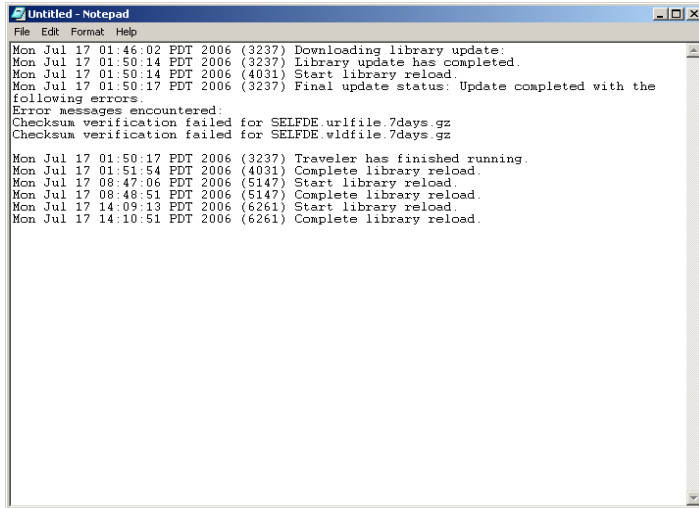 Untitled - Notepad
File Edit Format Help
Mon Jul 17 01:46:02 PDT 2006 (3237) Downloading library update:
Mon Jul 17 01:50:14 PDT 2006 (3237) Library update has completed.
Mon Jul 17 01:50:14 PDT 2006 (4031) Start library reload.
Mon Jul 17 01:50:17 PDT 2006 (3237) Final update status: Update completed with the
following errors.
Error messages encountered:
Checksum verification failed for SELFDE.urlfile.7days.gz
Checksum verification failed for SELFDE.wldfile.7days.gz
Mon Jul 17 01:50:17 PDT 2006 (3237) Traveler has finished running.
Mon Jul 17 01:51:54 PDT 2006 (4031) Complete library reload.
Mon Jul 17 08:47:06 PDT 2006 (5147) Start library reload.
Mon Jul 17 08:48:51 PDT 2006 (5147) Complete library reload.
Mon Jul 17 14:09:13 PDT 2006 (6261) Start library reload.
Mon Jul 17 14:10:51 PDT 2006 (6261) Complete library reload.